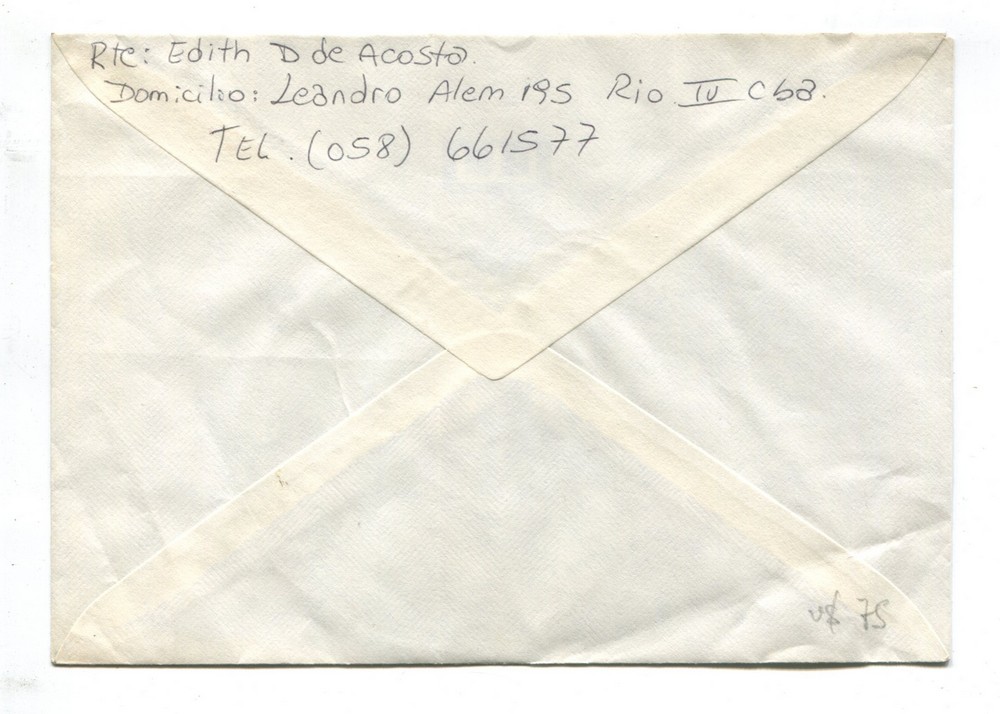 Rte: Edith D de Acosta.
Domicilio: Leandro Alem 195 Rio IV Cba.
TEL. (058) 661577
u$ 75